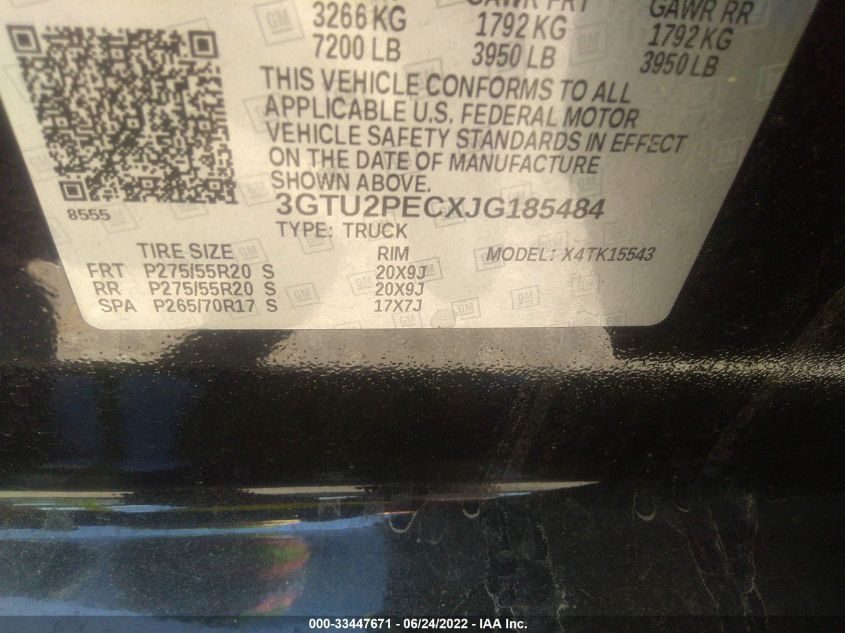 GAWR FRT GAWR RR
3266 KG 1792 KG 1792 KG
7200 LB 3950 LB 3950 LB
THIS VEHICLE CONFORMS TO ALL
APPLICABLE U.S. FEDERAL MOTOR
VEHICLE SAFETY STANDARDS IN EFFECT
ON THE DATE OF MANUFACTURE
SHOWN ABOVE.
8555
3GTU2PECXJG185484
TYPE: TRUCK
TIRE SIZE RIM MODEL: X4TK15543
FRT P275/55R20 S 20X9J
RR P275/55R20 S 20X9J
SPA P265/70R17 S 17X7J
000-33447671 - 06/24/2022 - IAA Inc.